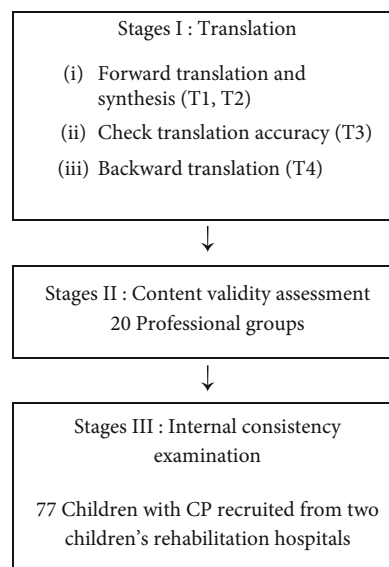 Stages I : Translation
(i) Forward translation and
synthesis (T1, T2)
(ii) Check translation accuracy (T3)
(iii) Backward translation (T4)
Stages II : Content validity assessment
20 Professional groups
Stages III : Internal consistency
examination
77 Children with CP recruited from two
children's rehabilitation hospitals